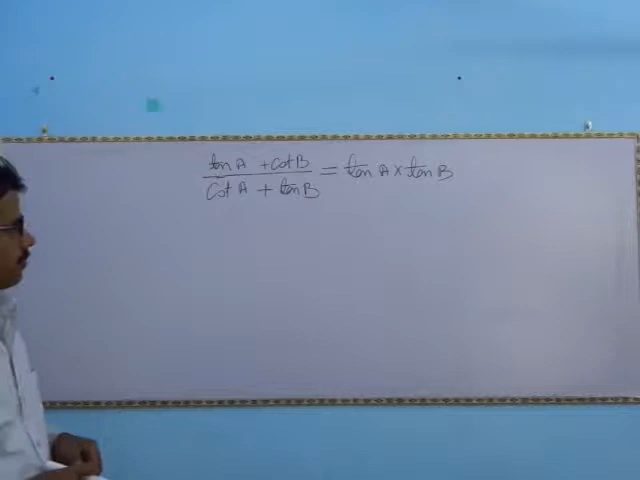 tan A + cot B / cot A + tan B = tan A × tan B